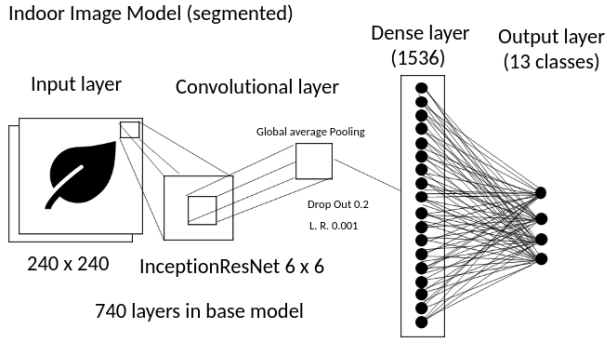 Indoor Image Model (segmented)
Dense layer
(1536)
Output layer
(13 classes)
Input layer
Convolutional layer
Global average Pooling
Drop Out 0.2
L. R. 0.001
240 x 240
InceptionResNet 6 x 6
740 layers in base model